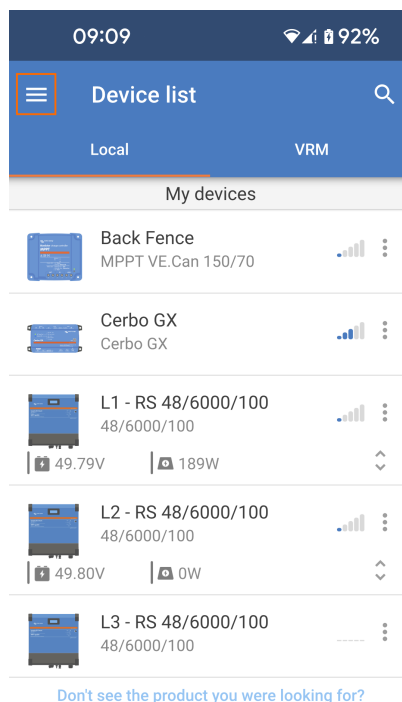 09:09 92%
Device list
Local VRM
My devices
Back Fence
MPPT VE.Can 150/70
Cerbo GX
Cerbo GX
L1 - RS 48/6000/100
48/6000/100
49.79V 189W
L2 - RS 48/6000/100
48/6000/100
49.80V 0W
L3 - RS 48/6000/100
48/6000/100
Don't see the product you were looking for?